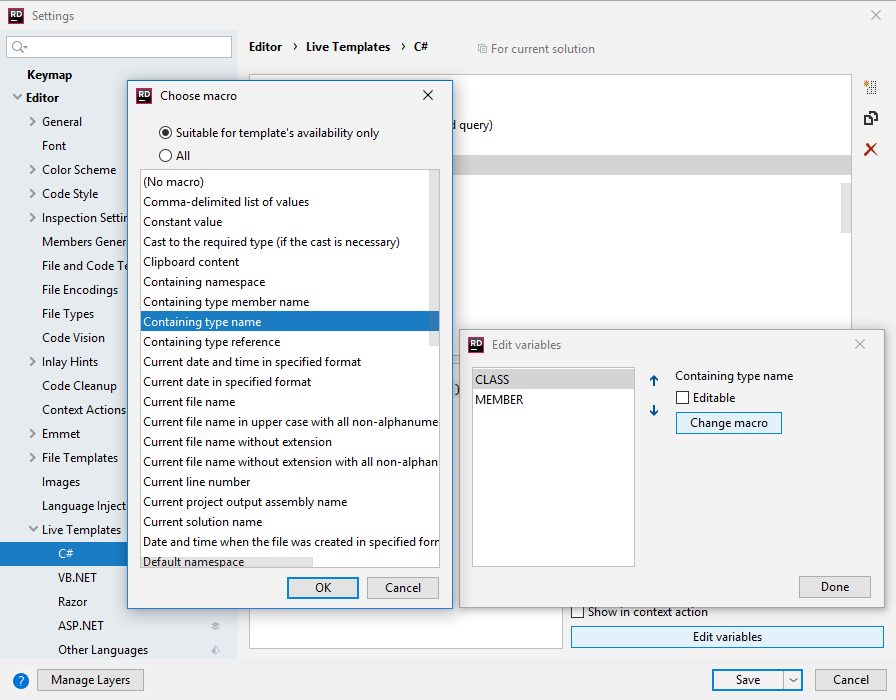 RD Settings
Editor › Live Templates › C#
For current solution
Keymap
Editor
General
Font
Color Scheme
Code Style
Inspection Settin
Members Genera
File and Code Te
File Encodings
File Types
Code Vision
Inlay Hints
Code Cleanup
Context Actions
Emmet
File Templates
Images
Language Inject
Live Templates
C#
VB.NET
Razor
ASP.NET
Other Languages
? Manage Layers
RD Choose macro
Suitable for template's availability only
All
(No macro)
Comma-delimited list of values
Constant value
Cast to the required type (if the cast is necessary)
Clipboard content
Containing namespace
Containing type member name
Containing type name
Containing type reference
Current date and time in specified format
Current date in specified format
Current file name
Current file name in upper case with all non-alphanume
Current file name without extension
Current file name without extension with all non-alphan
Current line number
Current project output assembly name
Current solution name
Date and time when the file was created in specified forn
Default namespace
OK
Cancel
d query)
)
RD Edit variables
CLASS
MEMBER
Containing type name
Editable
Change macro
Done
Show in context action
Edit variables
Save
Cancel